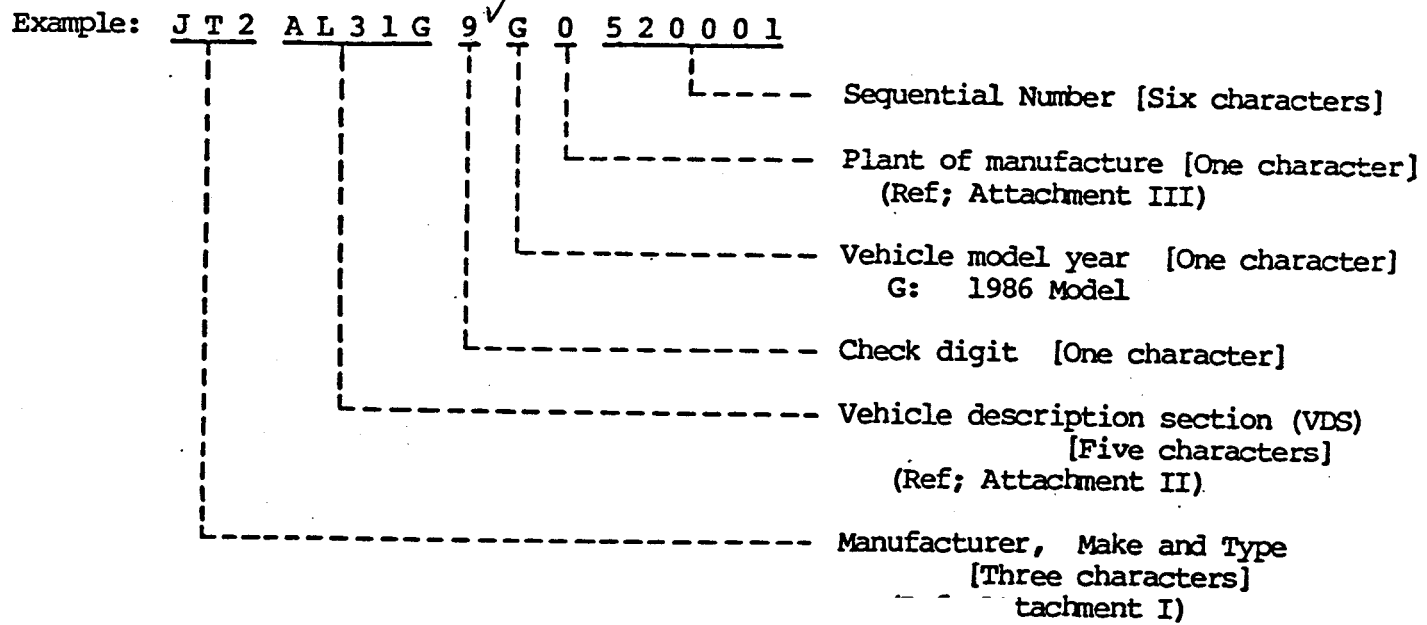 Example: JT2 AL31G 9 G 0 520001
Sequential Number [Six characters]
Plant of manufacture [One character]
(Ref; Attachment III)
Vehicle model year [One character]
G: 1986 Model
Check digit [One character]
Vehicle description section (VDS)
[Five characters]
(Ref; Attachment II)
Manufacturer, Make and Type
[Three characters]
tachment I)